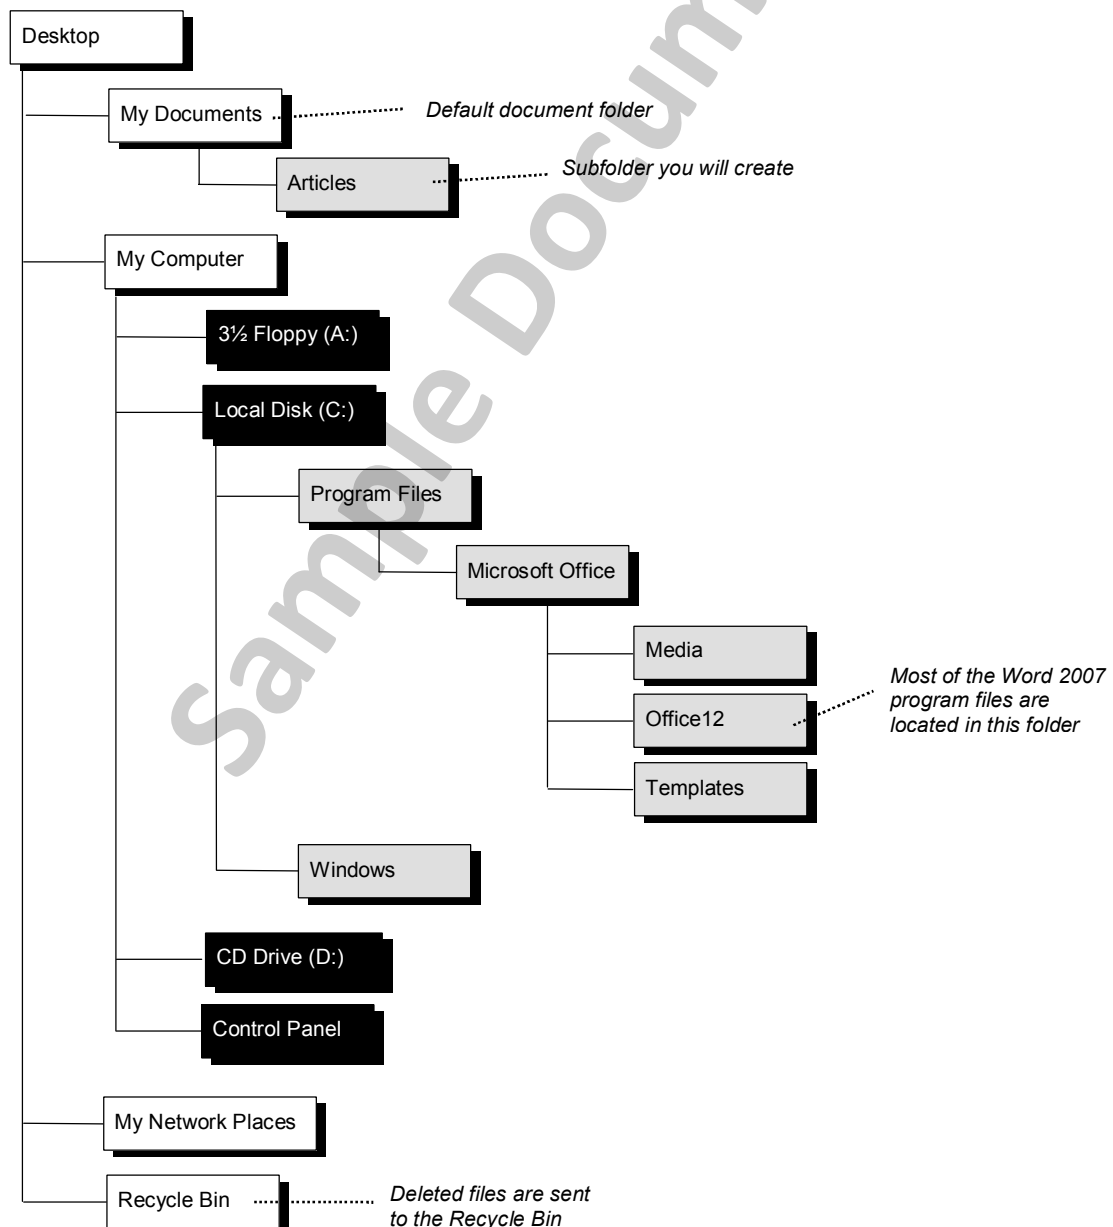 Desktop
My Documents
Default document folder
Articles
Subfolder you will create
My Computer
3½ Floppy (A:)
Local Disk (C:)
Program Files
Microsoft Office
Media
Office12
Most of the Word 2007
program files are
located in this folder
Templates
Windows
CD Drive (D:)
Control Panel
My Network Places
Recycle Bin
Deleted files are sent
to the Recycle Bin
Sample Docum